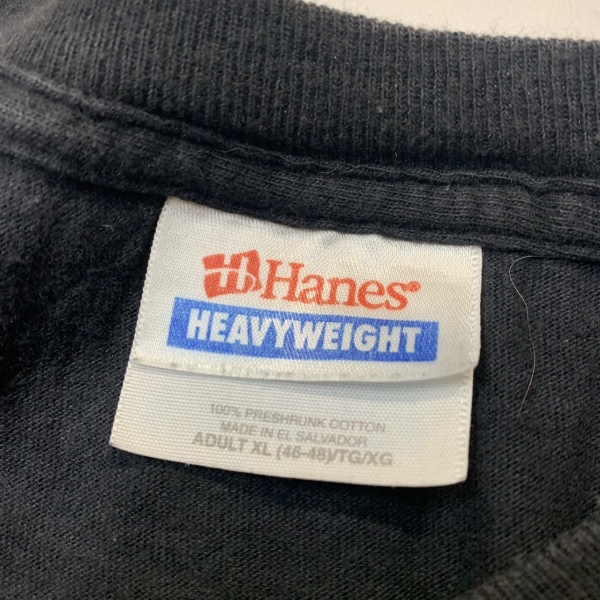 Hanes®
HEAVYWEIGHT
100% PRESHRUNK COTTON
MADE IN EL SALVADOR
ADULT XL (46-48)/TG/XG